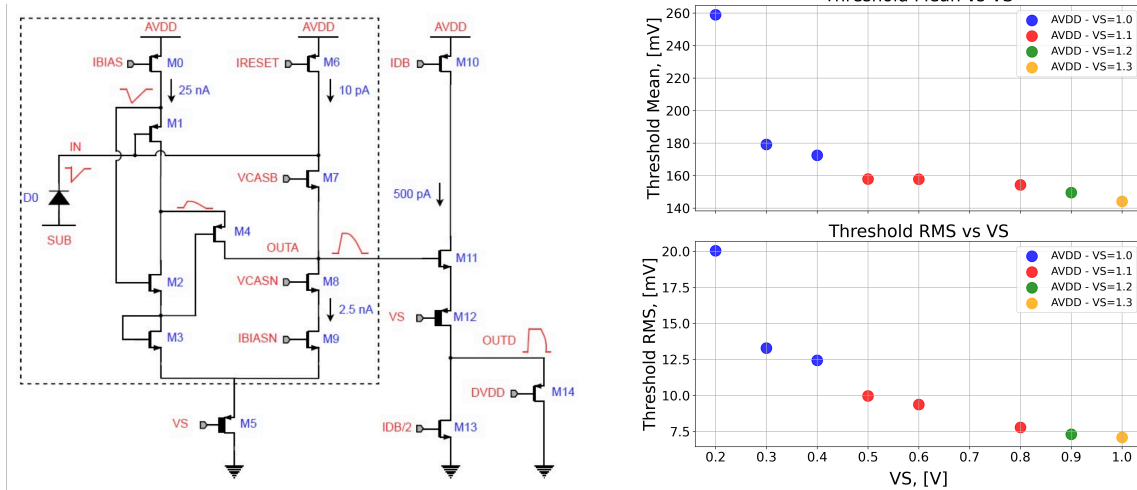 AVDD
AVDD
AVDD
IBIAS
M0
IRESET
M6
IDB
M10
25 nA
10 pA
M1
IN
VCASB
M7
D0
500 pA
SUB
M4
OUTA
M11
M2
VCASN
M8
2.5 nA
VS
M12
M3
IBIASN
M9
OUTD
DVDD
M14
VS
M5
IDB/2
M13
Threshold Mean vs VS
260
240
220
200
180
160
140
Threshold Mean, [mV]
AVDD - VS=1.0
AVDD - VS=1.1
AVDD - VS=1.2
AVDD - VS=1.3
Threshold RMS vs VS
20.0
17.5
15.0
12.5
10.0
7.5
Threshold RMS, [mV]
AVDD - VS=1.0
AVDD - VS=1.1
AVDD - VS=1.2
AVDD - VS=1.3
0.2 0.3 0.4 0.5 0.6 0.7 0.8 0.9 1.0
VS, [V]